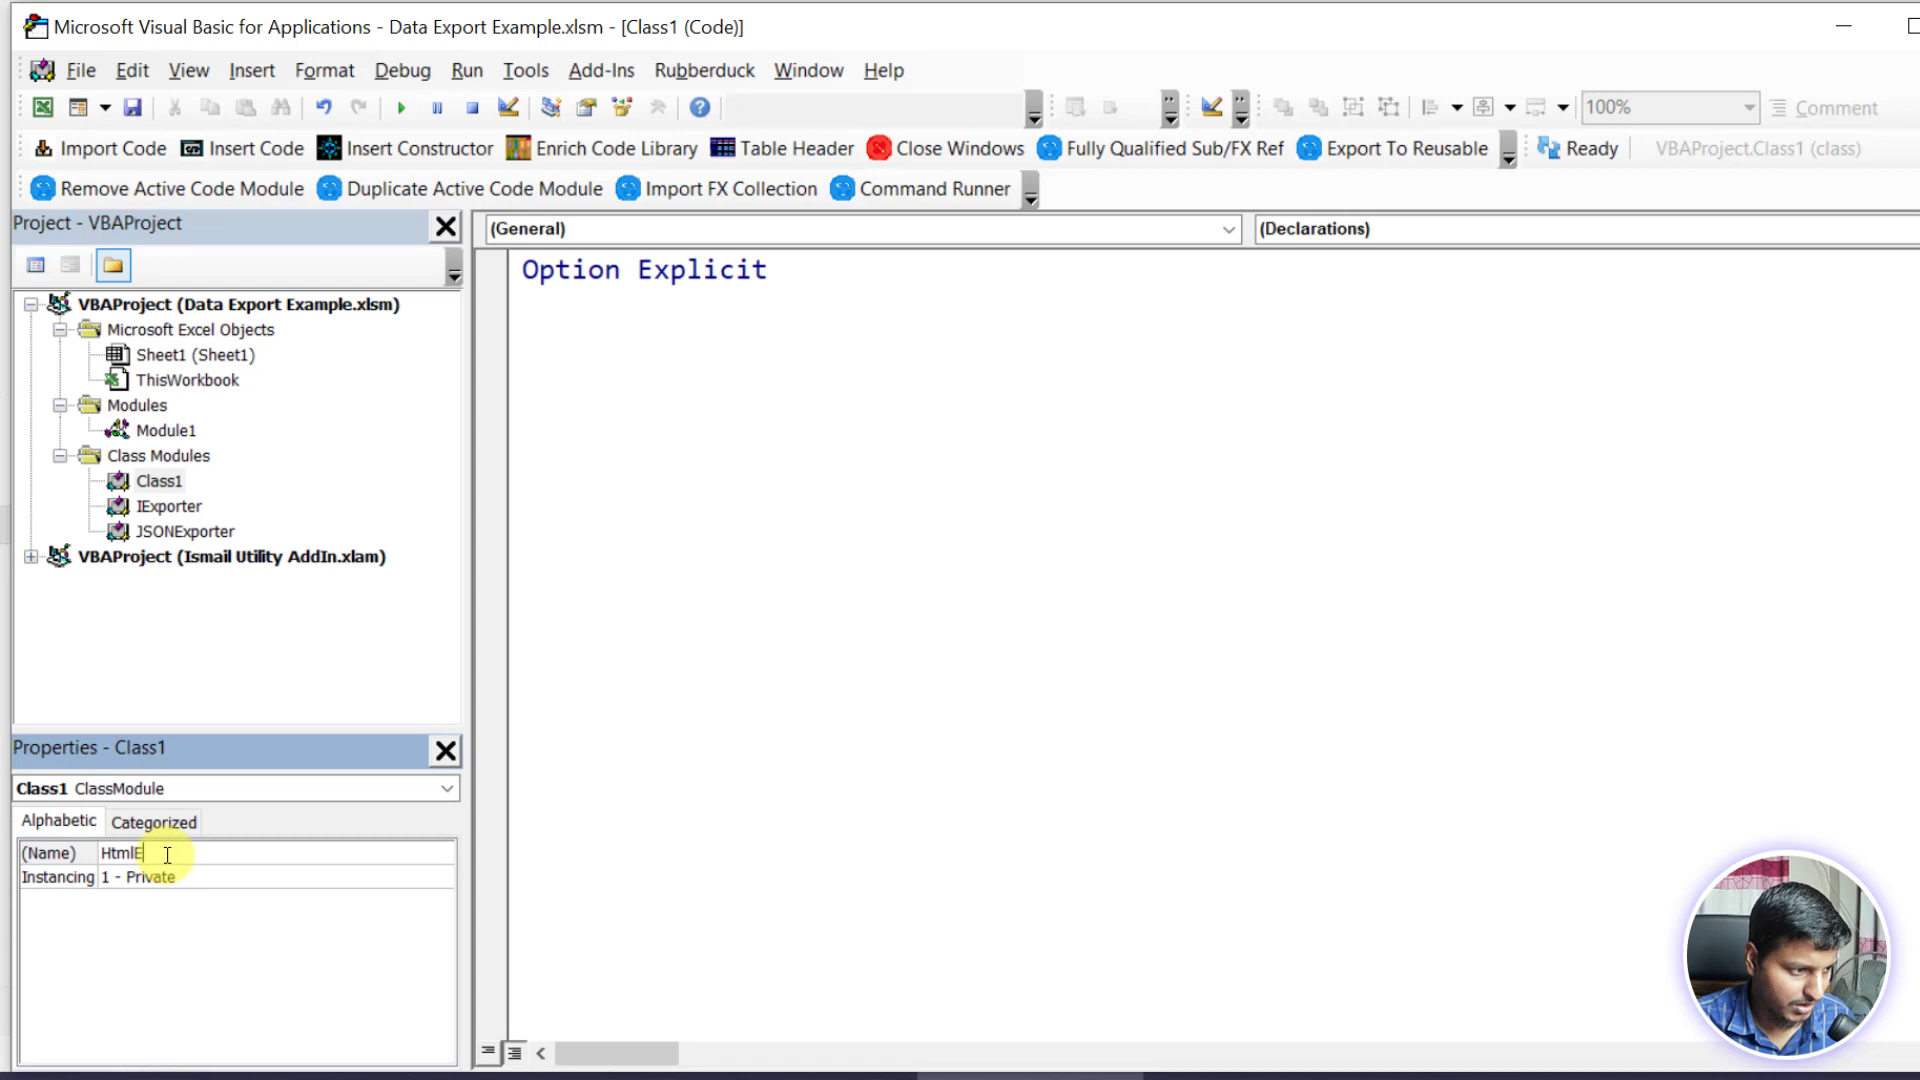 Microsoft Visual Basic for Applications - Data Export Example.xlsm - [Class1 (Code)]
File Edit View Insert Format Debug Run Tools Add-Ins Rubberduck Window Help
100% Comment
Import Code Insert Code Insert Constructor Enrich Code Library Table Header Close Windows Fully Qualified Sub/FX Ref Export To Reusable Ready VBAProject.Class1 (class)
Remove Active Code Module Duplicate Active Code Module Import FX Collection Command Runner
Project - VBAProject
(General) (Declarations)
Option Explicit
VBAProject (Data Export Example.xlsm)
Microsoft Excel Objects
Sheet1 (Sheet1)
ThisWorkbook
Modules
Module1
Class Modules
Class1
IExporter
JSONExporter
VBAProject (Ismail Utility AddIn.xlam)
Properties - Class1
Class1 ClassModule
Alphabetic Categorized
(Name) HtmlE
Instancing 1 - Private